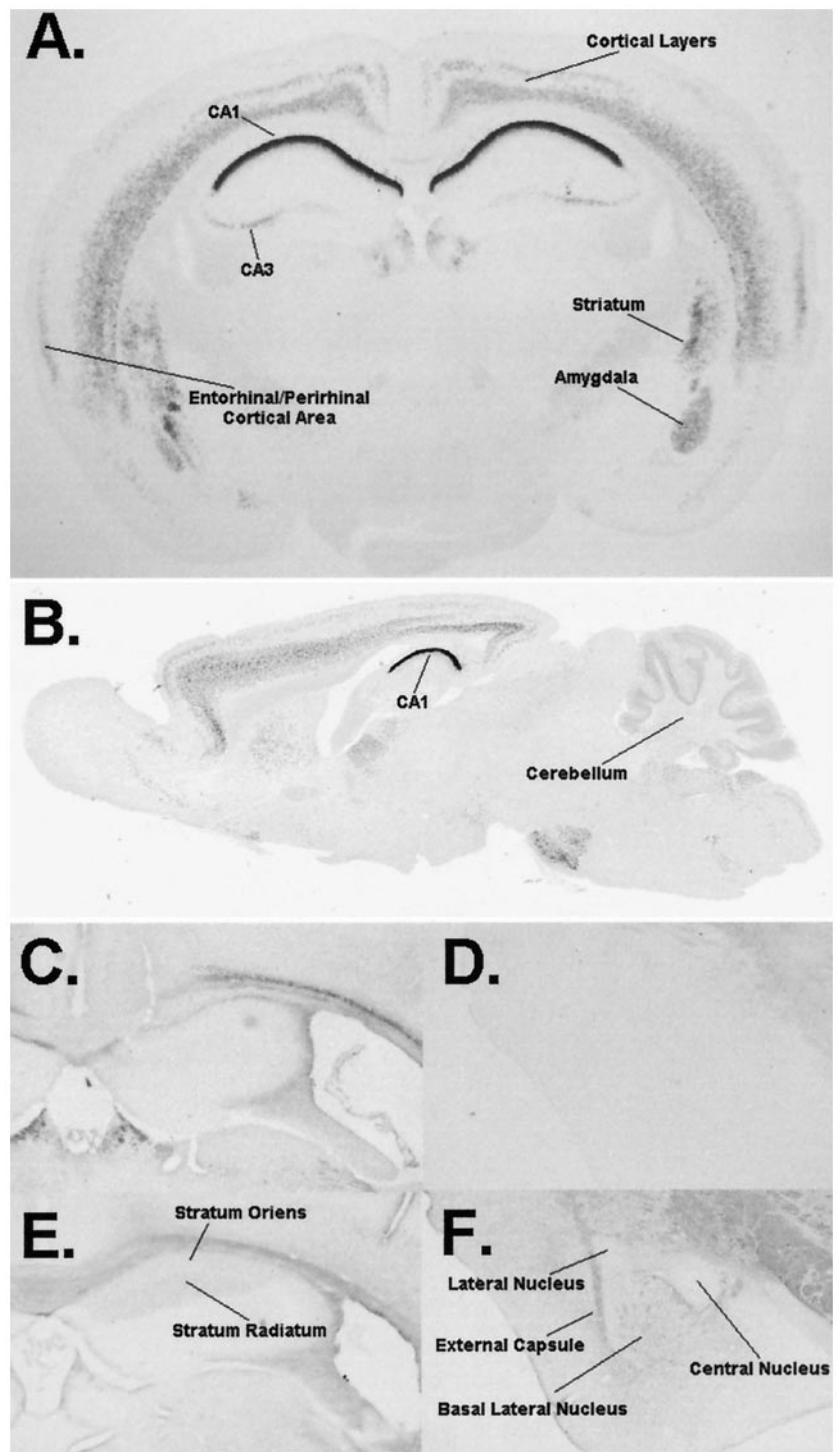 A.
Cortical Layers
CA1
CA3
Striatum
Amygdala
Entorhinal/Perirhinal
Cortical Area
B.
CA1
Cerebellum
C.
D.
E.
Stratum Oriens
Stratum Radiatum
F.
Lateral Nucleus
External Capsule
Central Nucleus
Basal Lateral Nucleus